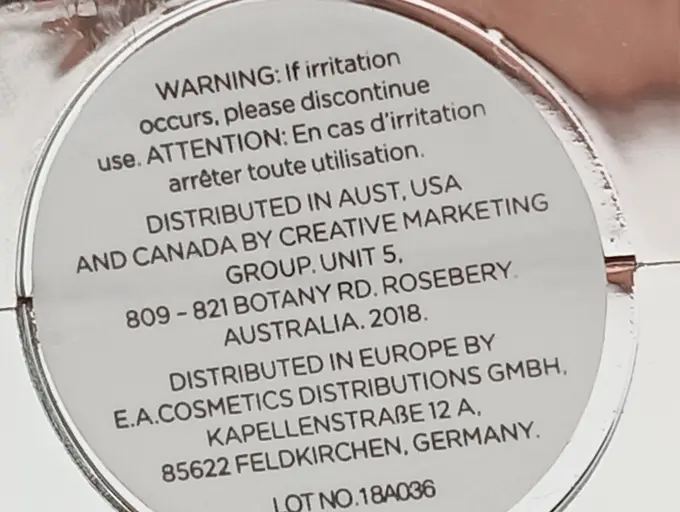 WARNING: If irritation
occurs, please discontinue
use. ATTENTION: En cas d'irritation
arrêter toute utilisation.
DISTRIBUTED IN AUST, USA
AND CANADA BY CREATIVE MARKETING
GROUP. UNIT 5,
809 - 821 BOTANY RD. ROSEBERY.
AUSTRALIA. 2018.
DISTRIBUTED IN EUROPE BY
E.A.COSMETICS DISTRIBUTIONS GMBH,
KAPELLENSTRAßE 12 A,
85622 FELDKIRCHEN, GERMANY.
LOT NO.18A036